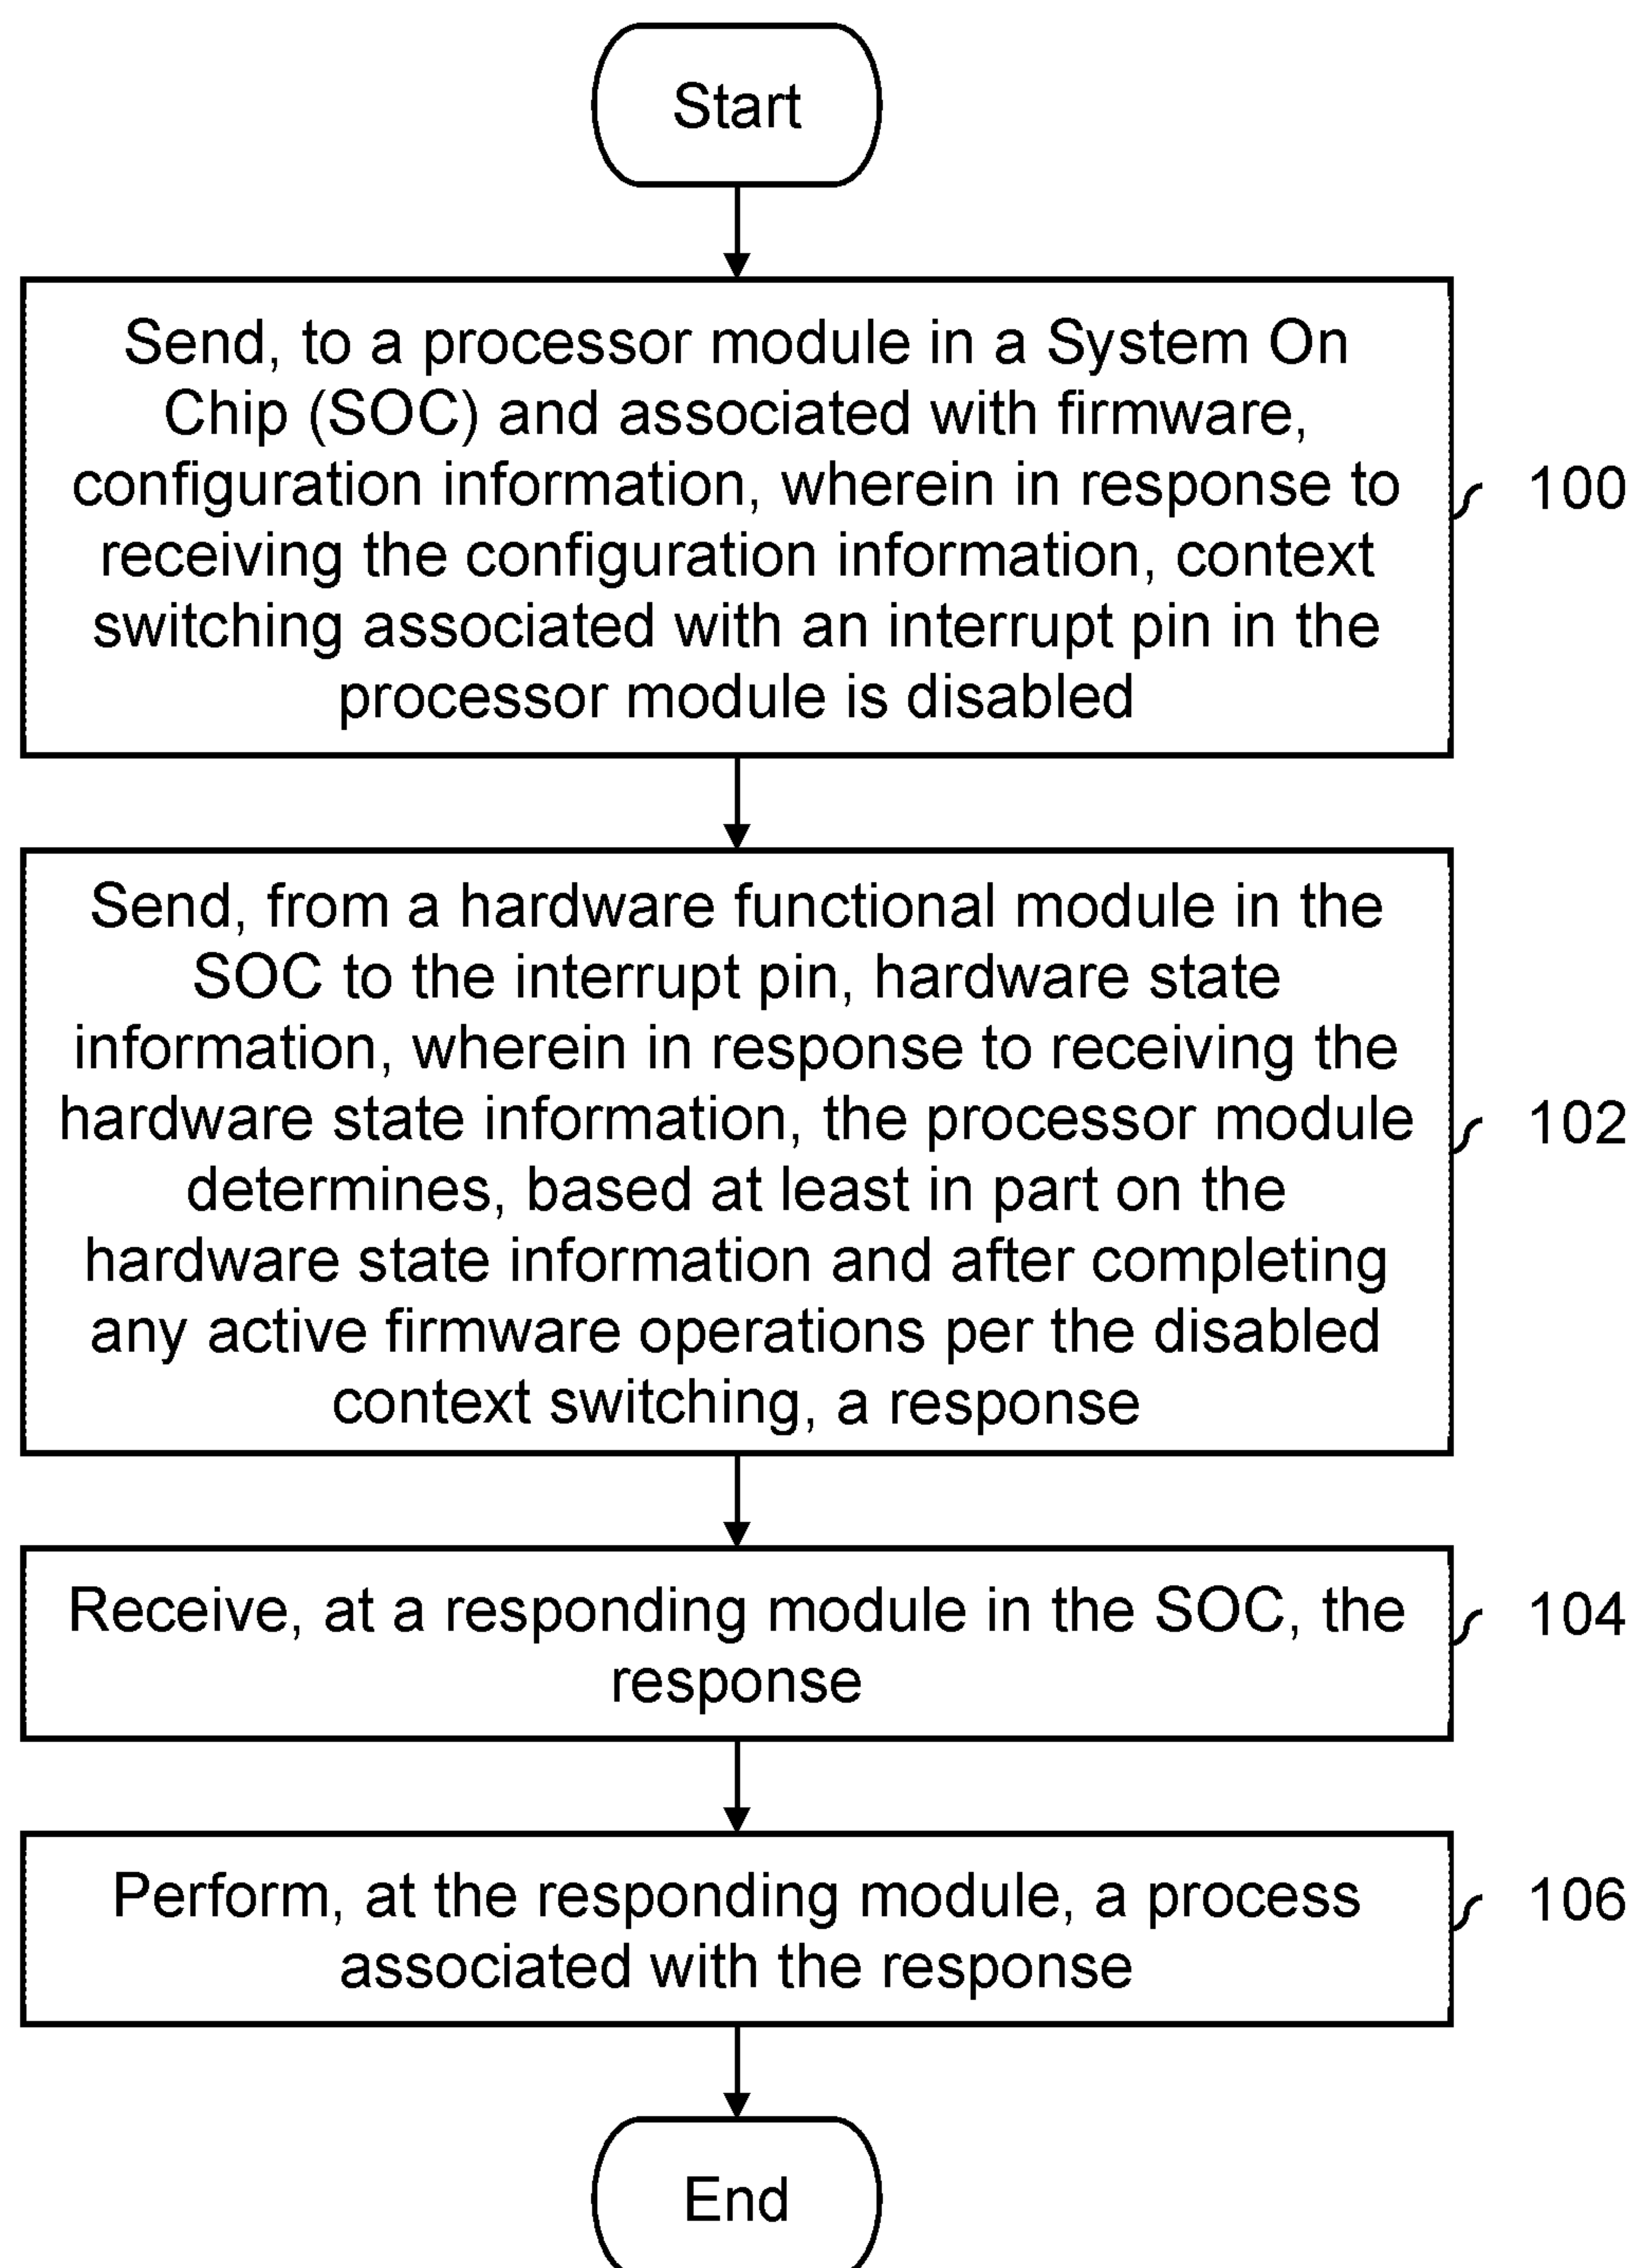 Start
Send, to a processor module in a System On
Chip (SOC) and associated with firmware,
configuration information, wherein in response to
receiving the configuration information, context
switching associated with an interrupt pin in the
processor module is disabled
100
Send, from a hardware functional module in the
SOC to the interrupt pin, hardware state
information, wherein in response to receiving the
hardware state information, the processor module
determines, based at least in part on the
hardware state information and after completing
any active firmware operations per the disabled
context switching, a response
102
Receive, at a responding module in the SOC, the
response
104
Perform, at the responding module, a process
associated with the response
106
End